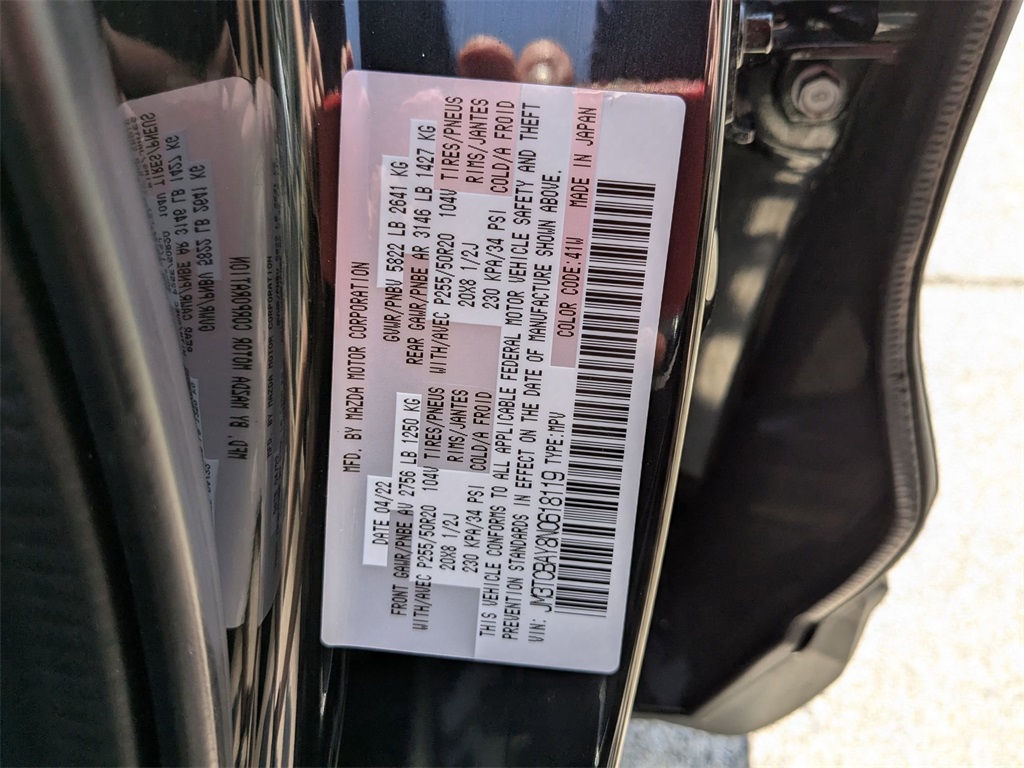 MFD. BY MAZDA MOTOR CORPORATION
DATE 04/22 GVWR/PNBV 5822 LB 2641 KG
FRONT GAWR/PNBE AV 2756 LB 1250 KG REAR GAWR/PNBE AR 3146 LB 1427 KG
WITH/AVEC P255/50R20 104V TIRES/PNEUS WITH/AVEC P255/50R20 104V TIRES/PNEUS
20X8 1/2J RIMS/JANTES 20X8 1/2J RIMS/JANTES
230 KPA/34 PSI COLD/A FROID 230 KPA/34 PSI COLD/A FROID
THIS VEHICLE CONFORMS TO ALL APPLICABLE FEDERAL MOTOR VEHICLE SAFETY AND THEFT
PREVENTION STANDARDS IN EFFECT ON THE DATE OF MANUFACTURE SHOWN ABOVE.
VIN: JM3TCBAY8N0618119 TYPE:MPV COLOR CODE:41W MADE IN JAPAN